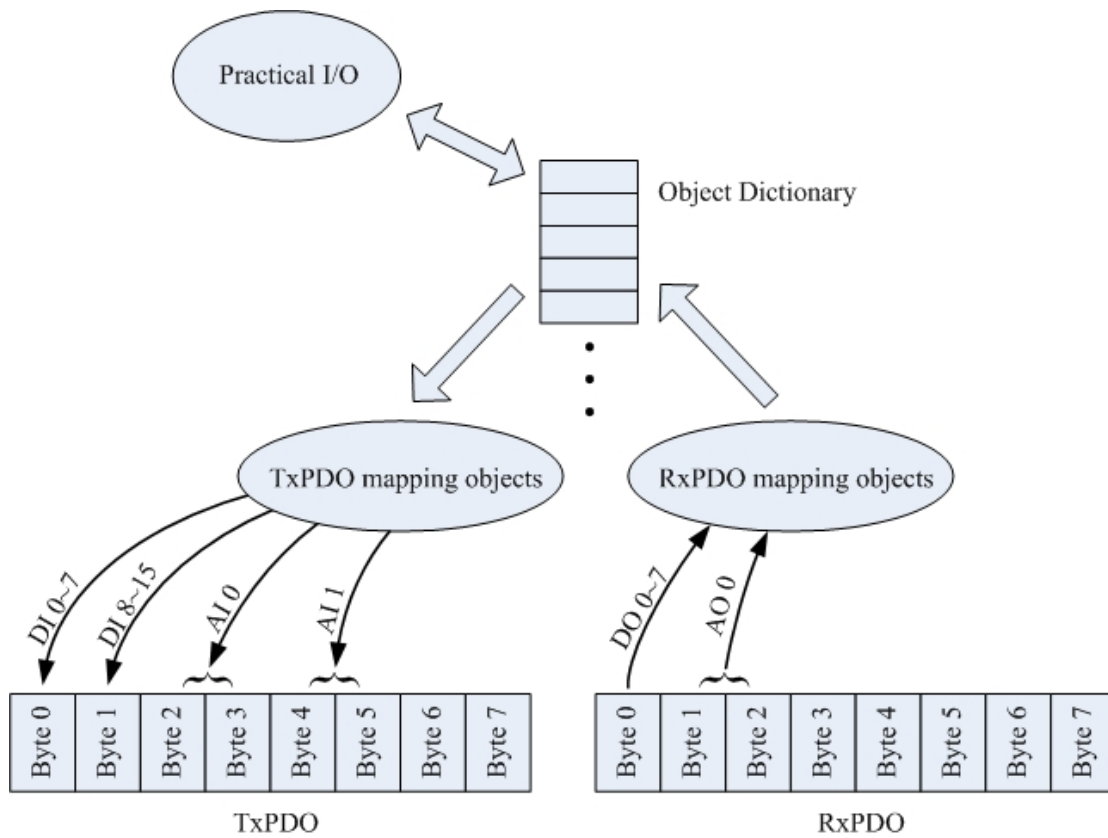 Practical I/O
Object Dictionary
TxPDO mapping objects
RxPDO mapping objects
DI 0~7
DI 8~15
AI 0
AI 1
DO 0~7
AO 0
Byte 0
Byte 1
Byte 2
Byte 3
Byte 4
Byte 5
Byte 6
Byte 7
Byte 0
Byte 1
Byte 2
Byte 3
Byte 4
Byte 5
Byte 6
Byte 7
TxPDO
RxPDO